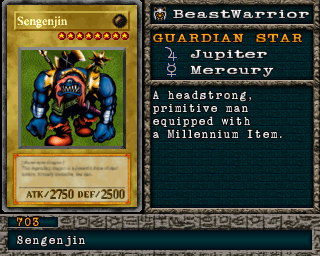 Sengenjin
ATK/2750 DEF/2500
BeastWarrior
GUARDIAN STAR
Jupiter
Mercury
A headstrong,
primitive man
equipped with
a Millennium Item.
703
Sengenjin